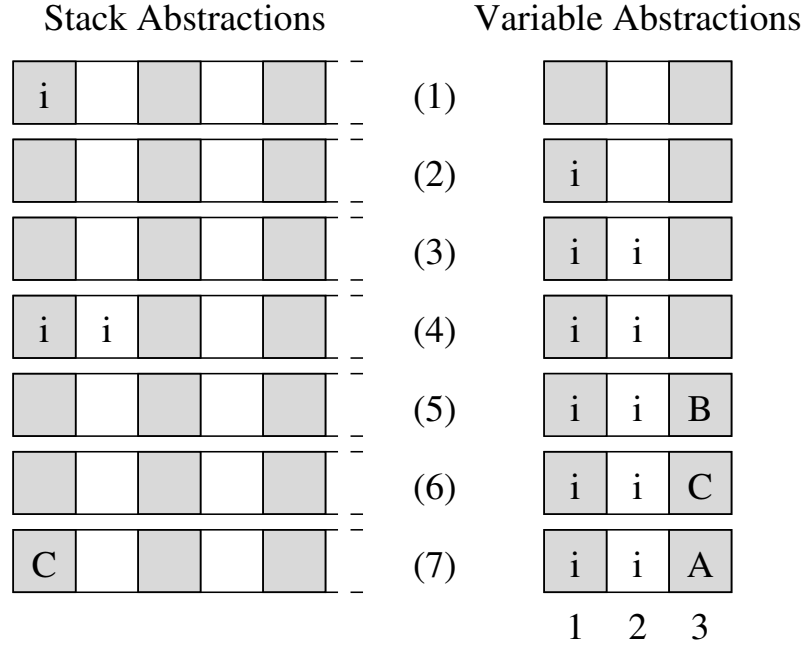 Stack Abstractions Variable Abstractions
i (1)
(2) i
(3) i i
i i (4) i i
(5) i i B
(6) i i C
C (7) i i A
1 2 3